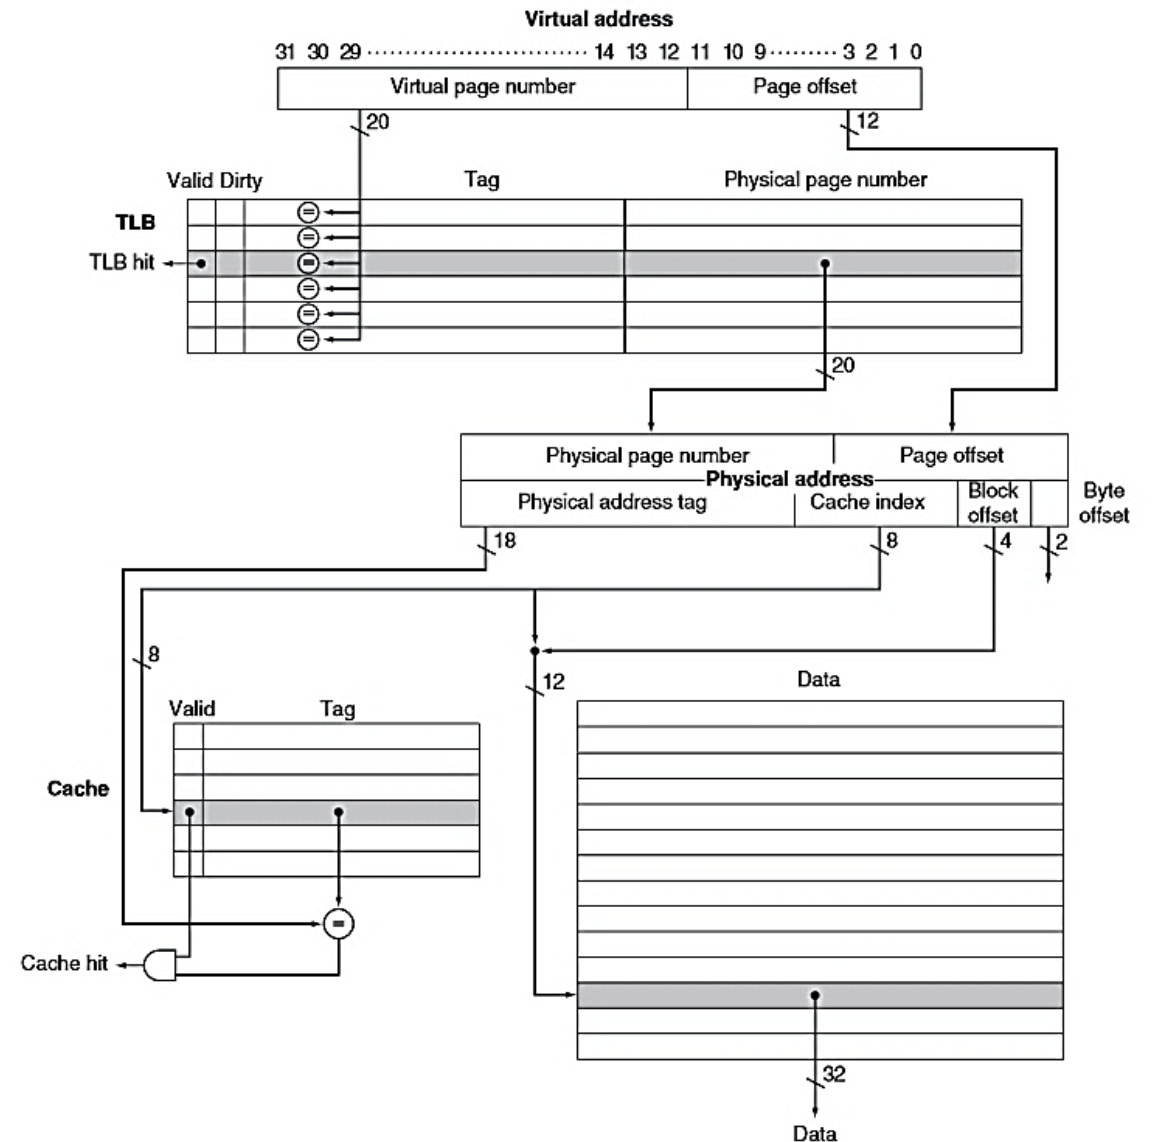 Virtual address
31 30 29 ........................... 14 13 12 11 10 9 ......... 3 2 1 0
Virtual page number Page offset
20 12
Valid Dirty Tag Physical page number
TLB
=
=
TLB hit =
=
=
=
20
Physical page number Page offset
Physical address
Physical address tag Cache index Block offset Byte offset
18 8 4 2
8
12
Data
Valid Tag
Cache
=
Cache hit
32
Data